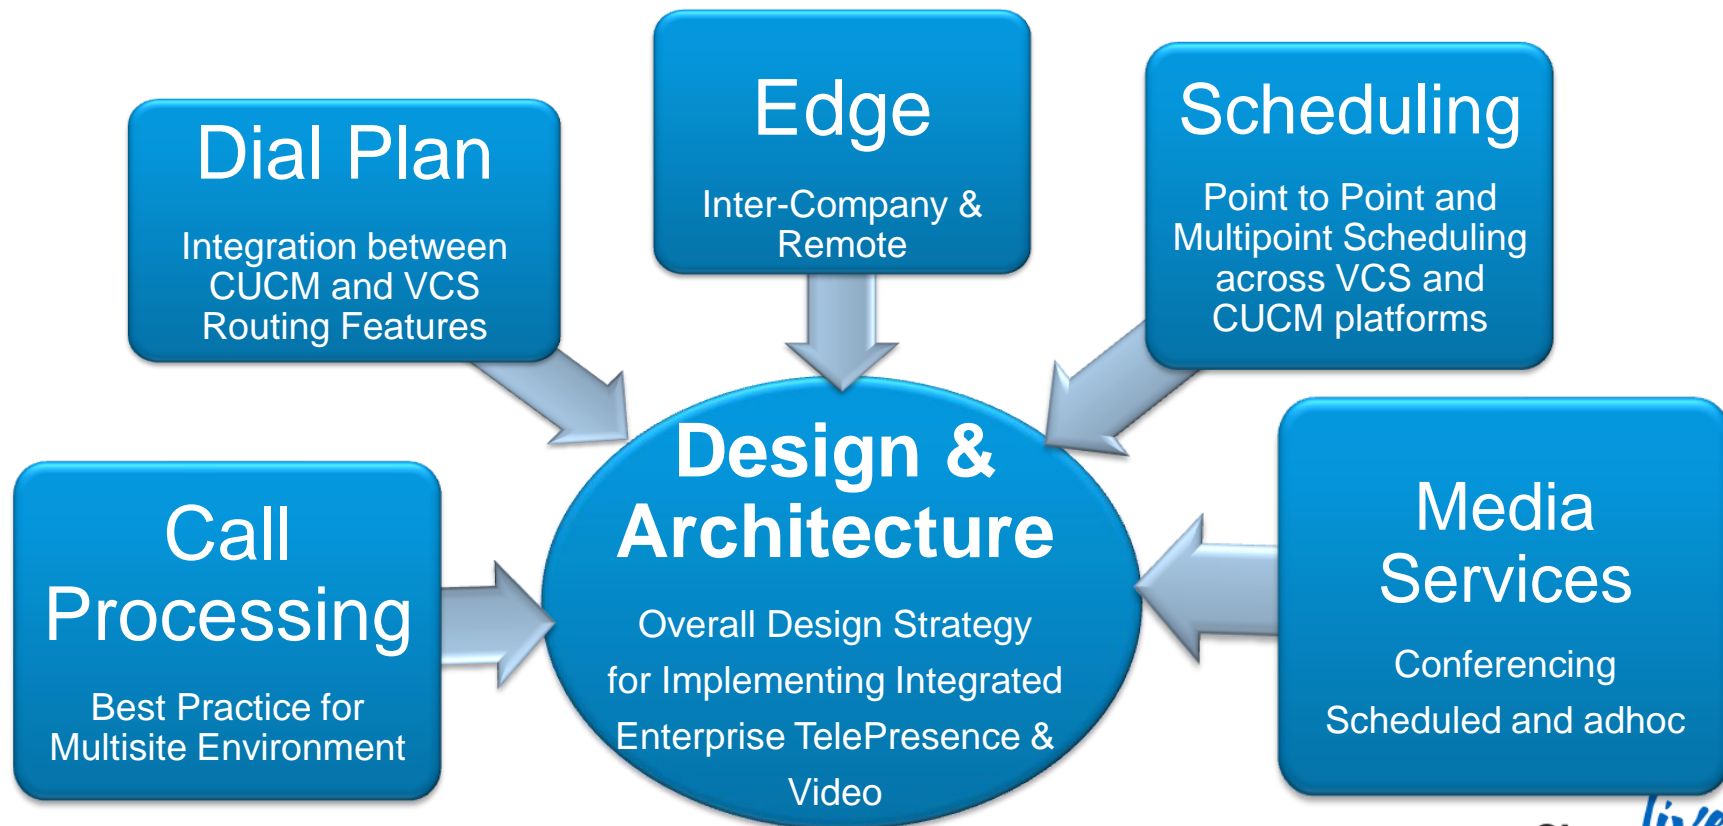 Edge
Inter-Company &
Remote
Scheduling
Point to Point and
Multipoint Scheduling
across VCS and
CUCM platforms
Dial Plan
Integration between
CUCM and VCS
Routing Features
Design &
Architecture
Overall Design Strategy
for Implementing Integrated
Enterprise TelePresence &
Video
Call
Processing
Best Practice for
Multisite Environment
Media
Services
Conferencing
Scheduled and adhoc